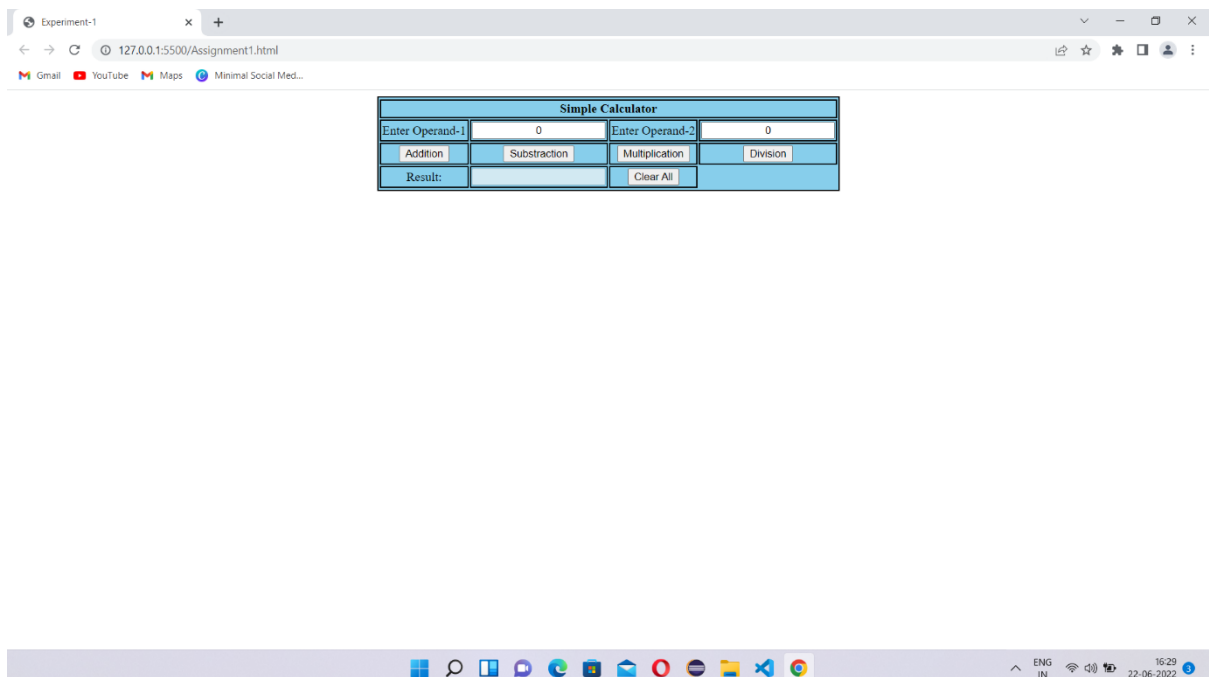 Experiment-1
127.0.0.1:5500/Assignment1.html
Gmail YouTube Maps Minimal Social Med...
Simple Calculator
Enter Operand-1 0 Enter Operand-2 0
Addition Substraction Multiplication Division
Result: Clear All
ENG 16:29
IN 22-06-2022 3